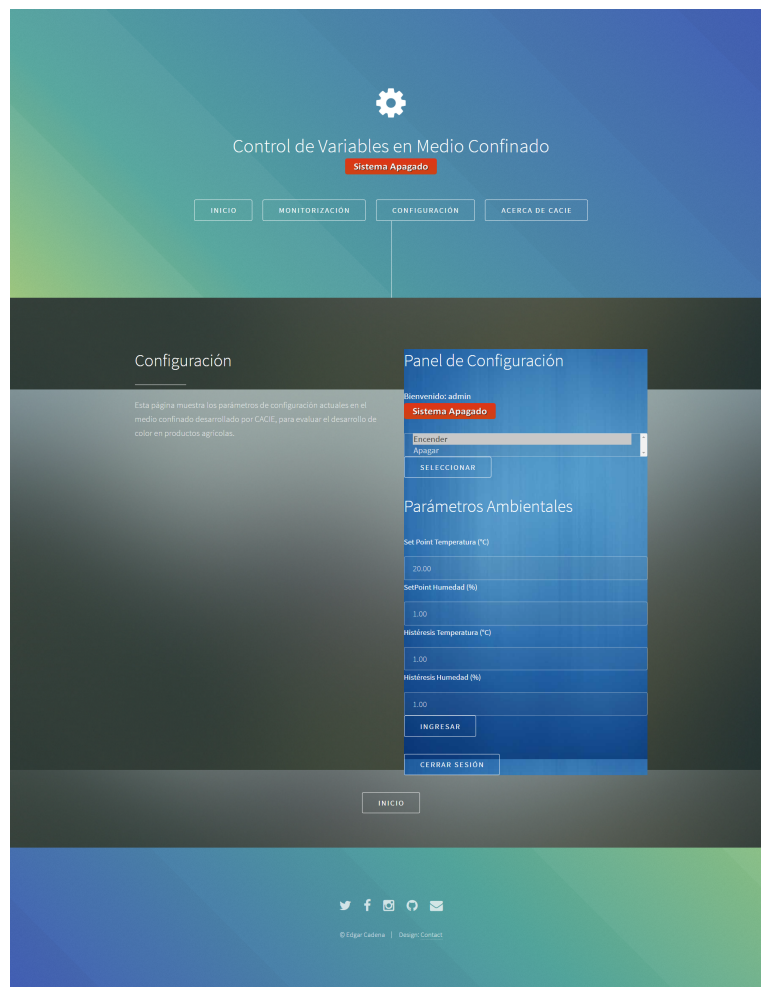 Control de Variables en Medio Confinado
Sistema Apagado
INICIO
MONITORIZACIÓN
CONFIGURACIÓN
ACERCA DE CACIE
Configuración
Esta página muestra los parámetros de configuración actuales en el
medio confinado desarrollado por CACIE, para evaluar el desarrollo de
color en productos agrícolas.
Panel de Configuración
Bienvenido: admin
Sistema Apagado
Encender
Apagar
SELECCIONAR
Parámetros Ambientales
Set Point Temperatura (°C)
20.00
SetPoint Humedad (%)
1.00
Histéresis Temperatura (°C)
1.00
Histéresis Humedad (%)
1.00
INGRESAR
CERRAR SESIÓN
INICIO
© Edgar Cadena | Design: Contact